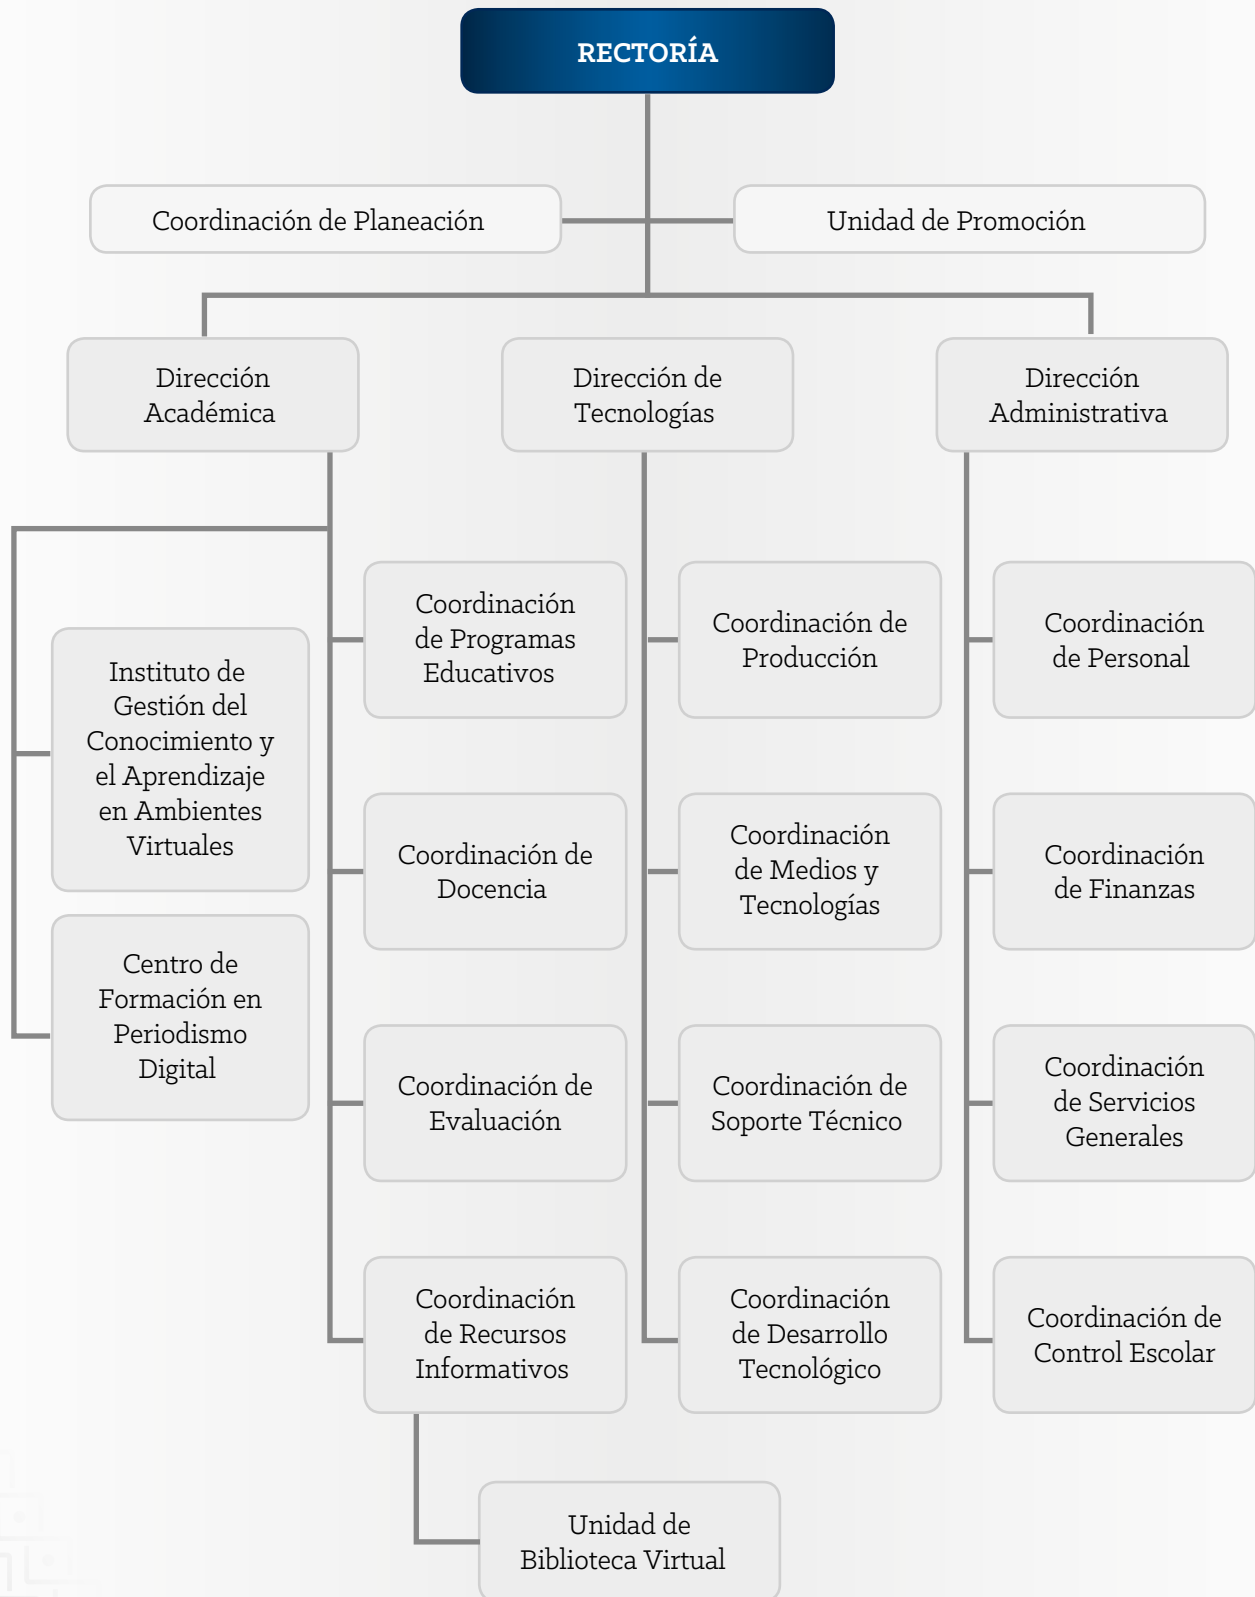 RECTORÍA
Coordinación de Planeación
Unidad de Promoción
Dirección
Académica
Dirección de
Tecnologías
Dirección
Administrativa
Instituto de
Gestión del
Conocimiento y
el Aprendizaje
en Ambientes
Virtuales
Centro de
Formación en
Periodismo
Digital
Coordinación
de Programas
Educativos
Coordinación de
Docencia
Coordinación de
Evaluación
Coordinación
de Recursos
Informativos
Unidad de
Biblioteca Virtual
Coordinación de
Producción
Coordinación
de Medios y
Tecnologías
Coordinación de
Soporte Técnico
Coordinación
de Desarrollo
Tecnológico
Coordinación
de Personal
Coordinación
de Finanzas
Coordinación
de Servicios
Generales
Coordinación de
Control Escolar